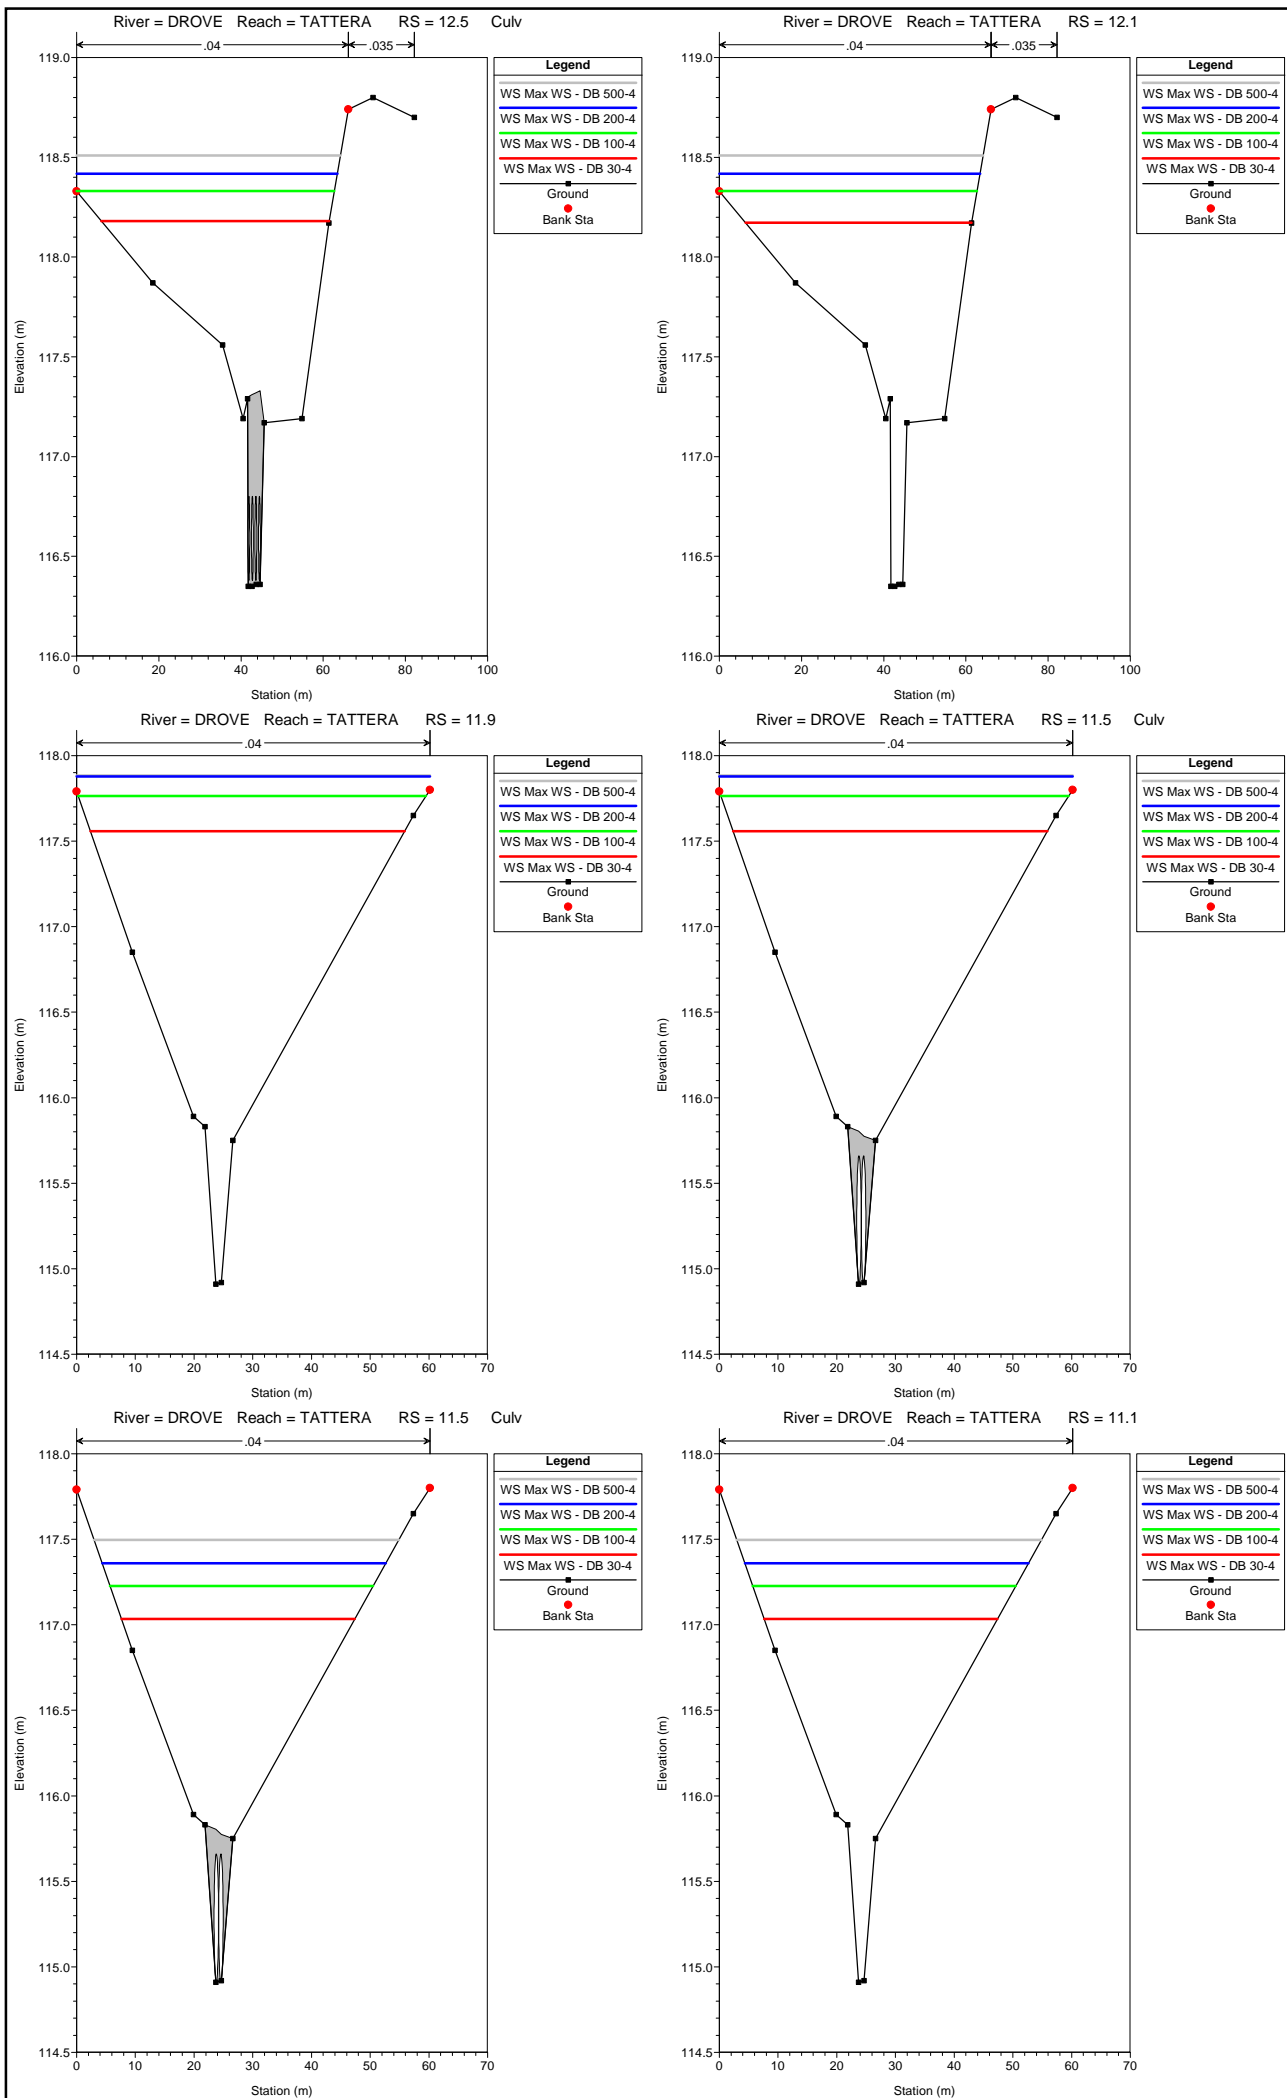 River = DROVE Reach = TATTERA RS = 12.5 Culv
.04
.035
119.0
118.5
118.0
117.5
117.0
116.5
116.0
Elevation (m)
0 20 40 60 80 100
Station (m)
Legend
WS Max WS - DB 500-4
WS Max WS - DB 200-4
WS Max WS - DB 100-4
WS Max WS - DB 30-4
Ground
Bank Sta
River = DROVE Reach = TATTERA RS = 12.1
.04
.035
119.0
118.5
118.0
117.5
117.0
116.5
116.0
Elevation (m)
0 20 40 60 80 100
Station (m)
Legend
WS Max WS - DB 500-4
WS Max WS - DB 200-4
WS Max WS - DB 100-4
WS Max WS - DB 30-4
Ground
Bank Sta
River = DROVE Reach = TATTERA RS = 11.9
.04
118.0
117.5
117.0
116.5
116.0
115.5
115.0
114.5
Elevation (m)
0 10 20 30 40 50 60 70
Station (m)
Legend
WS Max WS - DB 500-4
WS Max WS - DB 200-4
WS Max WS - DB 100-4
WS Max WS - DB 30-4
Ground
Bank Sta
River = DROVE Reach = TATTERA RS = 11.5 Culv
.04
118.0
117.5
117.0
116.5
116.0
115.5
115.0
114.5
Elevation (m)
0 10 20 30 40 50 60 70
Station (m)
Legend
WS Max WS - DB 500-4
WS Max WS - DB 200-4
WS Max WS - DB 100-4
WS Max WS - DB 30-4
Ground
Bank Sta
River = DROVE Reach = TATTERA RS = 11.5 Culv
.04
118.0
117.5
117.0
116.5
116.0
115.5
115.0
114.5
Elevation (m)
0 10 20 30 40 50 60 70
Station (m)
Legend
WS Max WS - DB 500-4
WS Max WS - DB 200-4
WS Max WS - DB 100-4
WS Max WS - DB 30-4
Ground
Bank Sta
River = DROVE Reach = TATTERA RS = 11.1
.04
118.0
117.5
117.0
116.5
116.0
115.5
115.0
114.5
Elevation (m)
0 10 20 30 40 50 60 70
Station (m)
Legend
WS Max WS - DB 500-4
WS Max WS - DB 200-4
WS Max WS - DB 100-4
WS Max WS - DB 30-4
Ground
Bank Sta